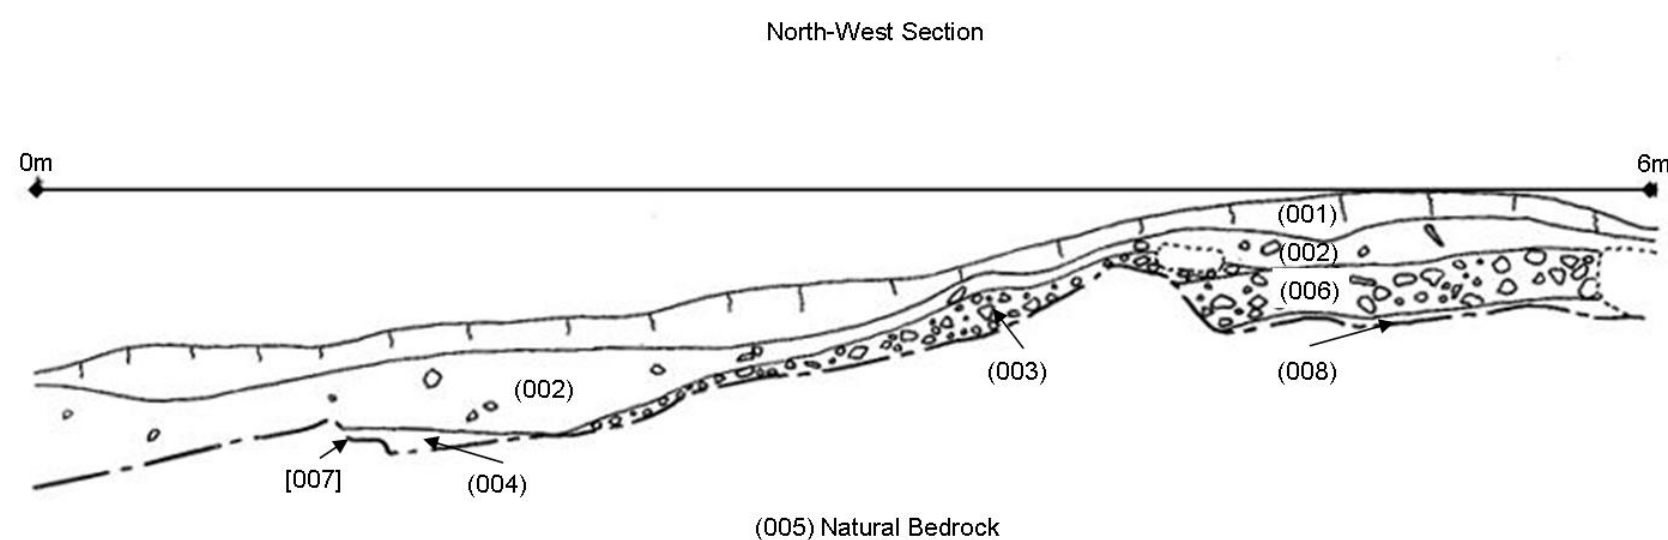 North-West Section
0m
6m
(001)
(002)
(006)
(003)
(008)
(002)
[007]
(004)
(005) Natural Bedrock